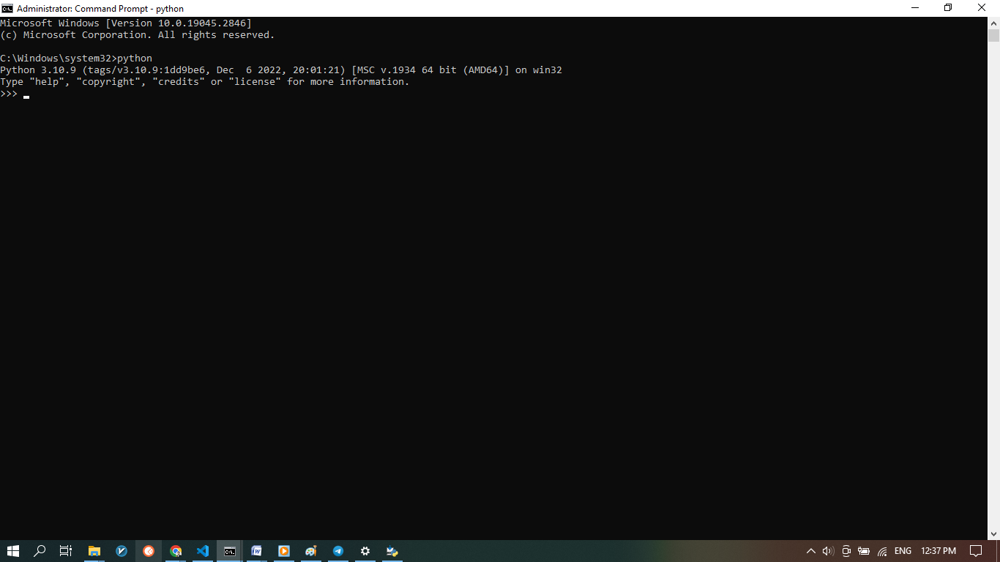 Administrator: Command Prompt - python
Microsoft Windows [Version 10.0.19045.2846]
(c) Microsoft Corporation. All rights reserved.
C:\Windows\system32>python
Python 3.10.9 (tags/v3.10.9:1dd9be6, Dec  6 2022, 20:01:21) [MSC v.1934 64 bit (AMD64)] on win32
Type "help", "copyright", "credits" or "license" for more information.
>>>
ENG 12:37 PM